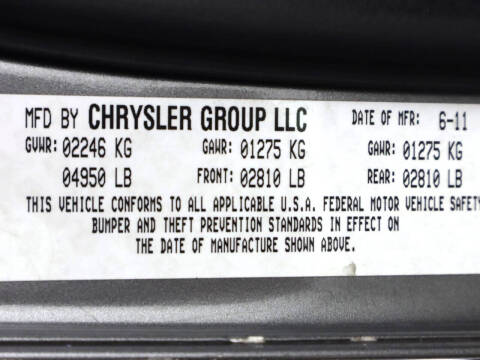 MFD BY CHRYSLER GROUP LLC DATE OF MFR: 6-11
GVWR: 02246 KG GAWR: 01275 KG GAWR: 01275 KG
04950 LB FRONT: 02810 LB REAR: 02810 LB
THIS VEHICLE CONFORMS TO ALL APPLICABLE U.S.A. FEDERAL MOTOR VEHICLE SAFETY
BUMPER AND THEFT PREVENTION STANDARDS IN EFFECT ON
THE DATE OF MANUFACTURE SHOWN ABOVE.